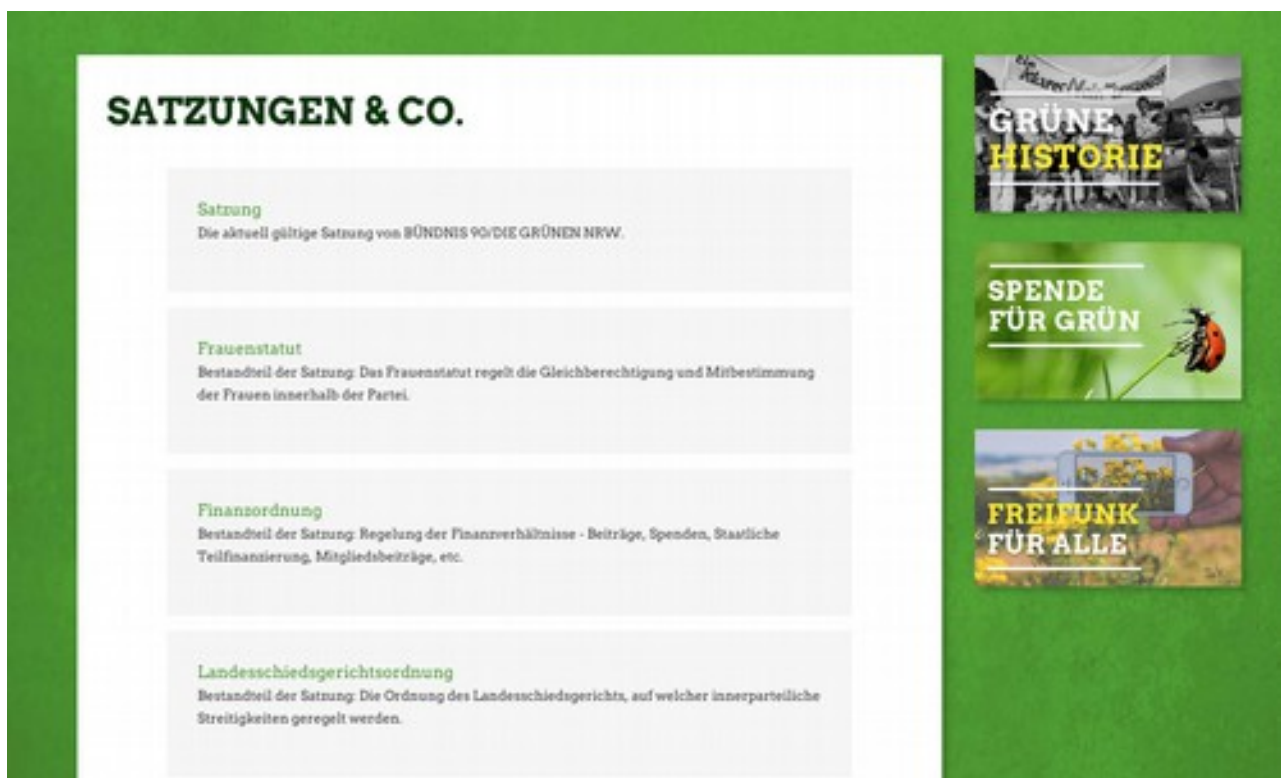 SATZUNGEN & CO.
Satzung
Die aktuell gültige Satzung von BÜNDNIS 90/DIE GRÜNEN NRW.
Frauenstatut
Bestandteil der Satzung: Das Frauenstatut regelt die Gleichberechtigung und Mitbestimmung
der Frauen innerhalb der Partei.
Finanzordnung
Bestandteil der Satzung: Regelung der Finanzverhältnisse - Beiträge, Spenden, Staatliche
Teilfinanzierung, Mitgliedsbeiträge, etc.
Landesschiedsgerichtsordnung
Bestandteil der Satzung: Die Ordnung des Landesschiedsgerichts, auf welcher innerparteiliche
Streitigkeiten geregelt werden.
GRÜNE
HISTORIE
SPENDE
FÜR GRÜN
FREIFUNK
FÜR ALLE